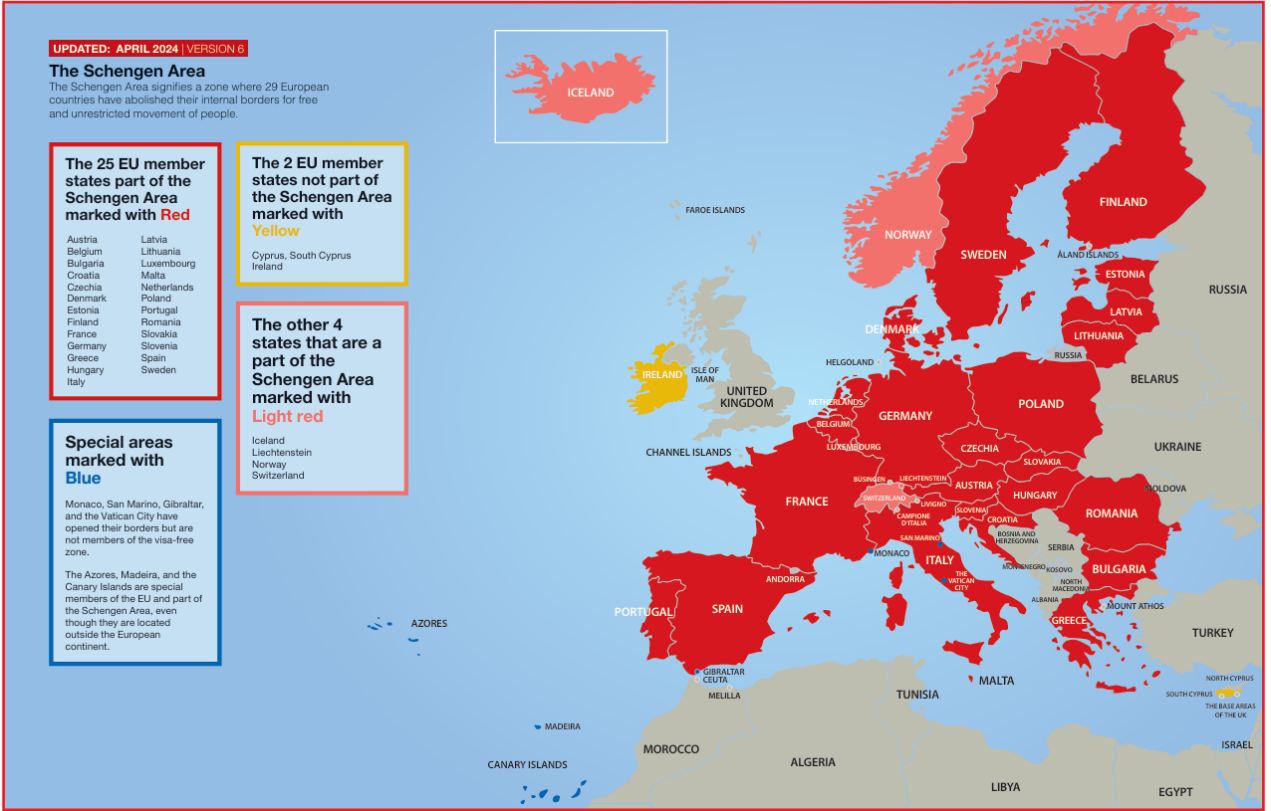 UPDATED: APRIL 2024 | VERSION 6
The Schengen Area
The Schengen Area signifies a zone where 29 European
countries have abolished their internal borders for free
and unrestricted movement of people.
The 25 EU member
states part of the
Schengen Area
marked with Red
Austria
Belgium
Bulgaria
Croatia
Czechia
Denmark
Estonia
Finland
France
Germany
Greece
Hungary
Italy
Latvia
Lithuania
Luxembourg
Malta
Netherlands
Poland
Portugal
Romania
Slovakia
Slovenia
Spain
Sweden
The 2 EU member
states not part of
the Schengen Area
marked with
Yellow
Cyprus, South Cyprus
Ireland
The other 4
states that are a
part of the
Schengen Area
marked with
Light red
Iceland
Liechtenstein
Norway
Switzerland
Special areas
marked with
Blue
Monaco, San Marino, Gibraltar,
and the Vatican City have
opened their borders but are
not members of the visa-free
zone.
The Azores, Madeira, and the
Canary Islands are special
members of the EU and part of
the Schengen Area, even
though they are located
outside the European
continent.
ICELAND
FAROE ISLANDS
NORWAY
SWEDEN
FINLAND
ÅLAND ISLANDS
ESTONIA
RUSSIA
LATVIA
LITHUANIA
RUSSIA
DENMARK
HELGOLAND
IRELAND
ISLE OF
MAN
UNITED
KINGDOM
BELARUS
NETHERLANDS
GERMANY
POLAND
BELGIUM
LUXEMBOURG
CHANNEL ISLANDS
CZECHIA
UKRAINE
SLOVAKIA
BÜSINGEN
LIECHTENSTEIN
AUSTRIA
MOLDOVA
SWITZERLAND
HUNGARY
FRANCE
LIVIGNO
SLOVENIA
ROMANIA
CAMPIONE
D'ITALIA
CROATIA
SAN MARINO
BOSNIA AND
HERZEGOVINA
SERBIA
MONACO
ITALY
MONTENEGRO
KOSOVO
BULGARIA
ANDORRA
THE
VATICAN
CITY
NORTH
MACEDONIA
ALBANIA
MOUNT ATHOS
PORTUGAL
SPAIN
GREECE
AZORES
TURKEY
GIBRALTAR
CEUTA
MELILLA
MALTA
TUNISIA
NORTH CYPRUS
SOUTH CYPRUS
THE BASE AREAS
OF THE UK
MADEIRA
MOROCCO
ISRAEL
CANARY ISLANDS
ALGERIA
LIBYA
EGYPT